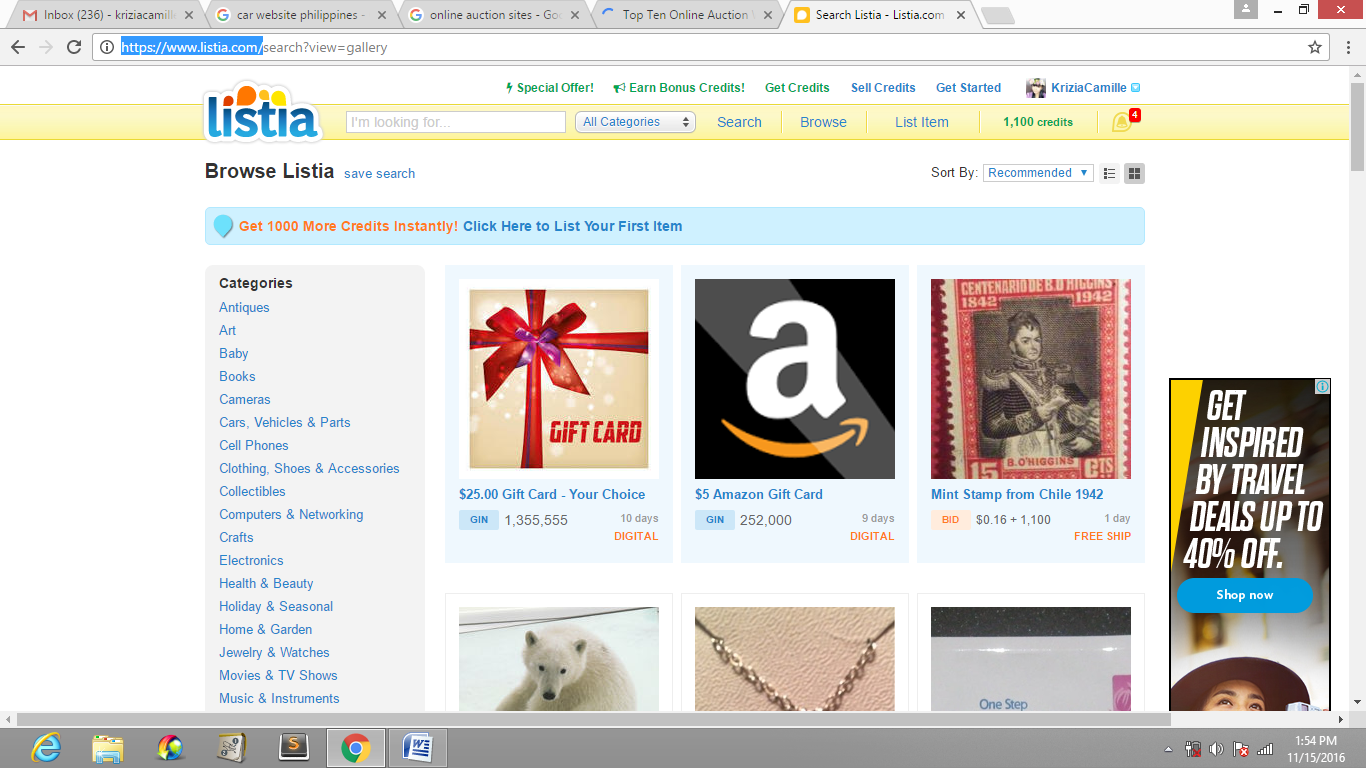 Inbox (236) - kriziacamille
car website philippines -
online auction sites - Goo
Top Ten Online Auction
Search Listia - Listia.com
https://www.listia.com/search?view=gallery
Special Offer! Earn Bonus Credits! Get Credits Sell Credits Get Started KriziaCamille
listia
I'm looking for... All Categories Search Browse List Item 1,100 credits 4
Browse Listia save search
Sort By: Recommended
Get 1000 More Credits Instantly! Click Here to List Your First Item
Categories
Antiques
Art
Baby
Books
Cameras
Cars, Vehicles & Parts
Cell Phones
Clothing, Shoes & Accessories
Collectibles
Computers & Networking
Crafts
Electronics
Health & Beauty
Holiday & Seasonal
Home & Garden
Jewelry & Watches
Movies & TV Shows
Music & Instruments
GIFT CARD
$25.00 Gift Card - Your Choice
GIN 1,355,555 10 days
DIGITAL
a
$5 Amazon Gift Card
GIN 252,000 9 days
DIGITAL
CENTENARIO DE B. O'HIGGINS
1842 1942
B. O'HIGGINS
15 CTS
Mint Stamp from Chile 1942
BID $0.16 + 1,100 1 day
FREE SHIP
One Step
GET
INSPIRED
BY TRAVEL
DEALS UP TO
40% OFF.
Shop now
1:54 PM
11/15/2016